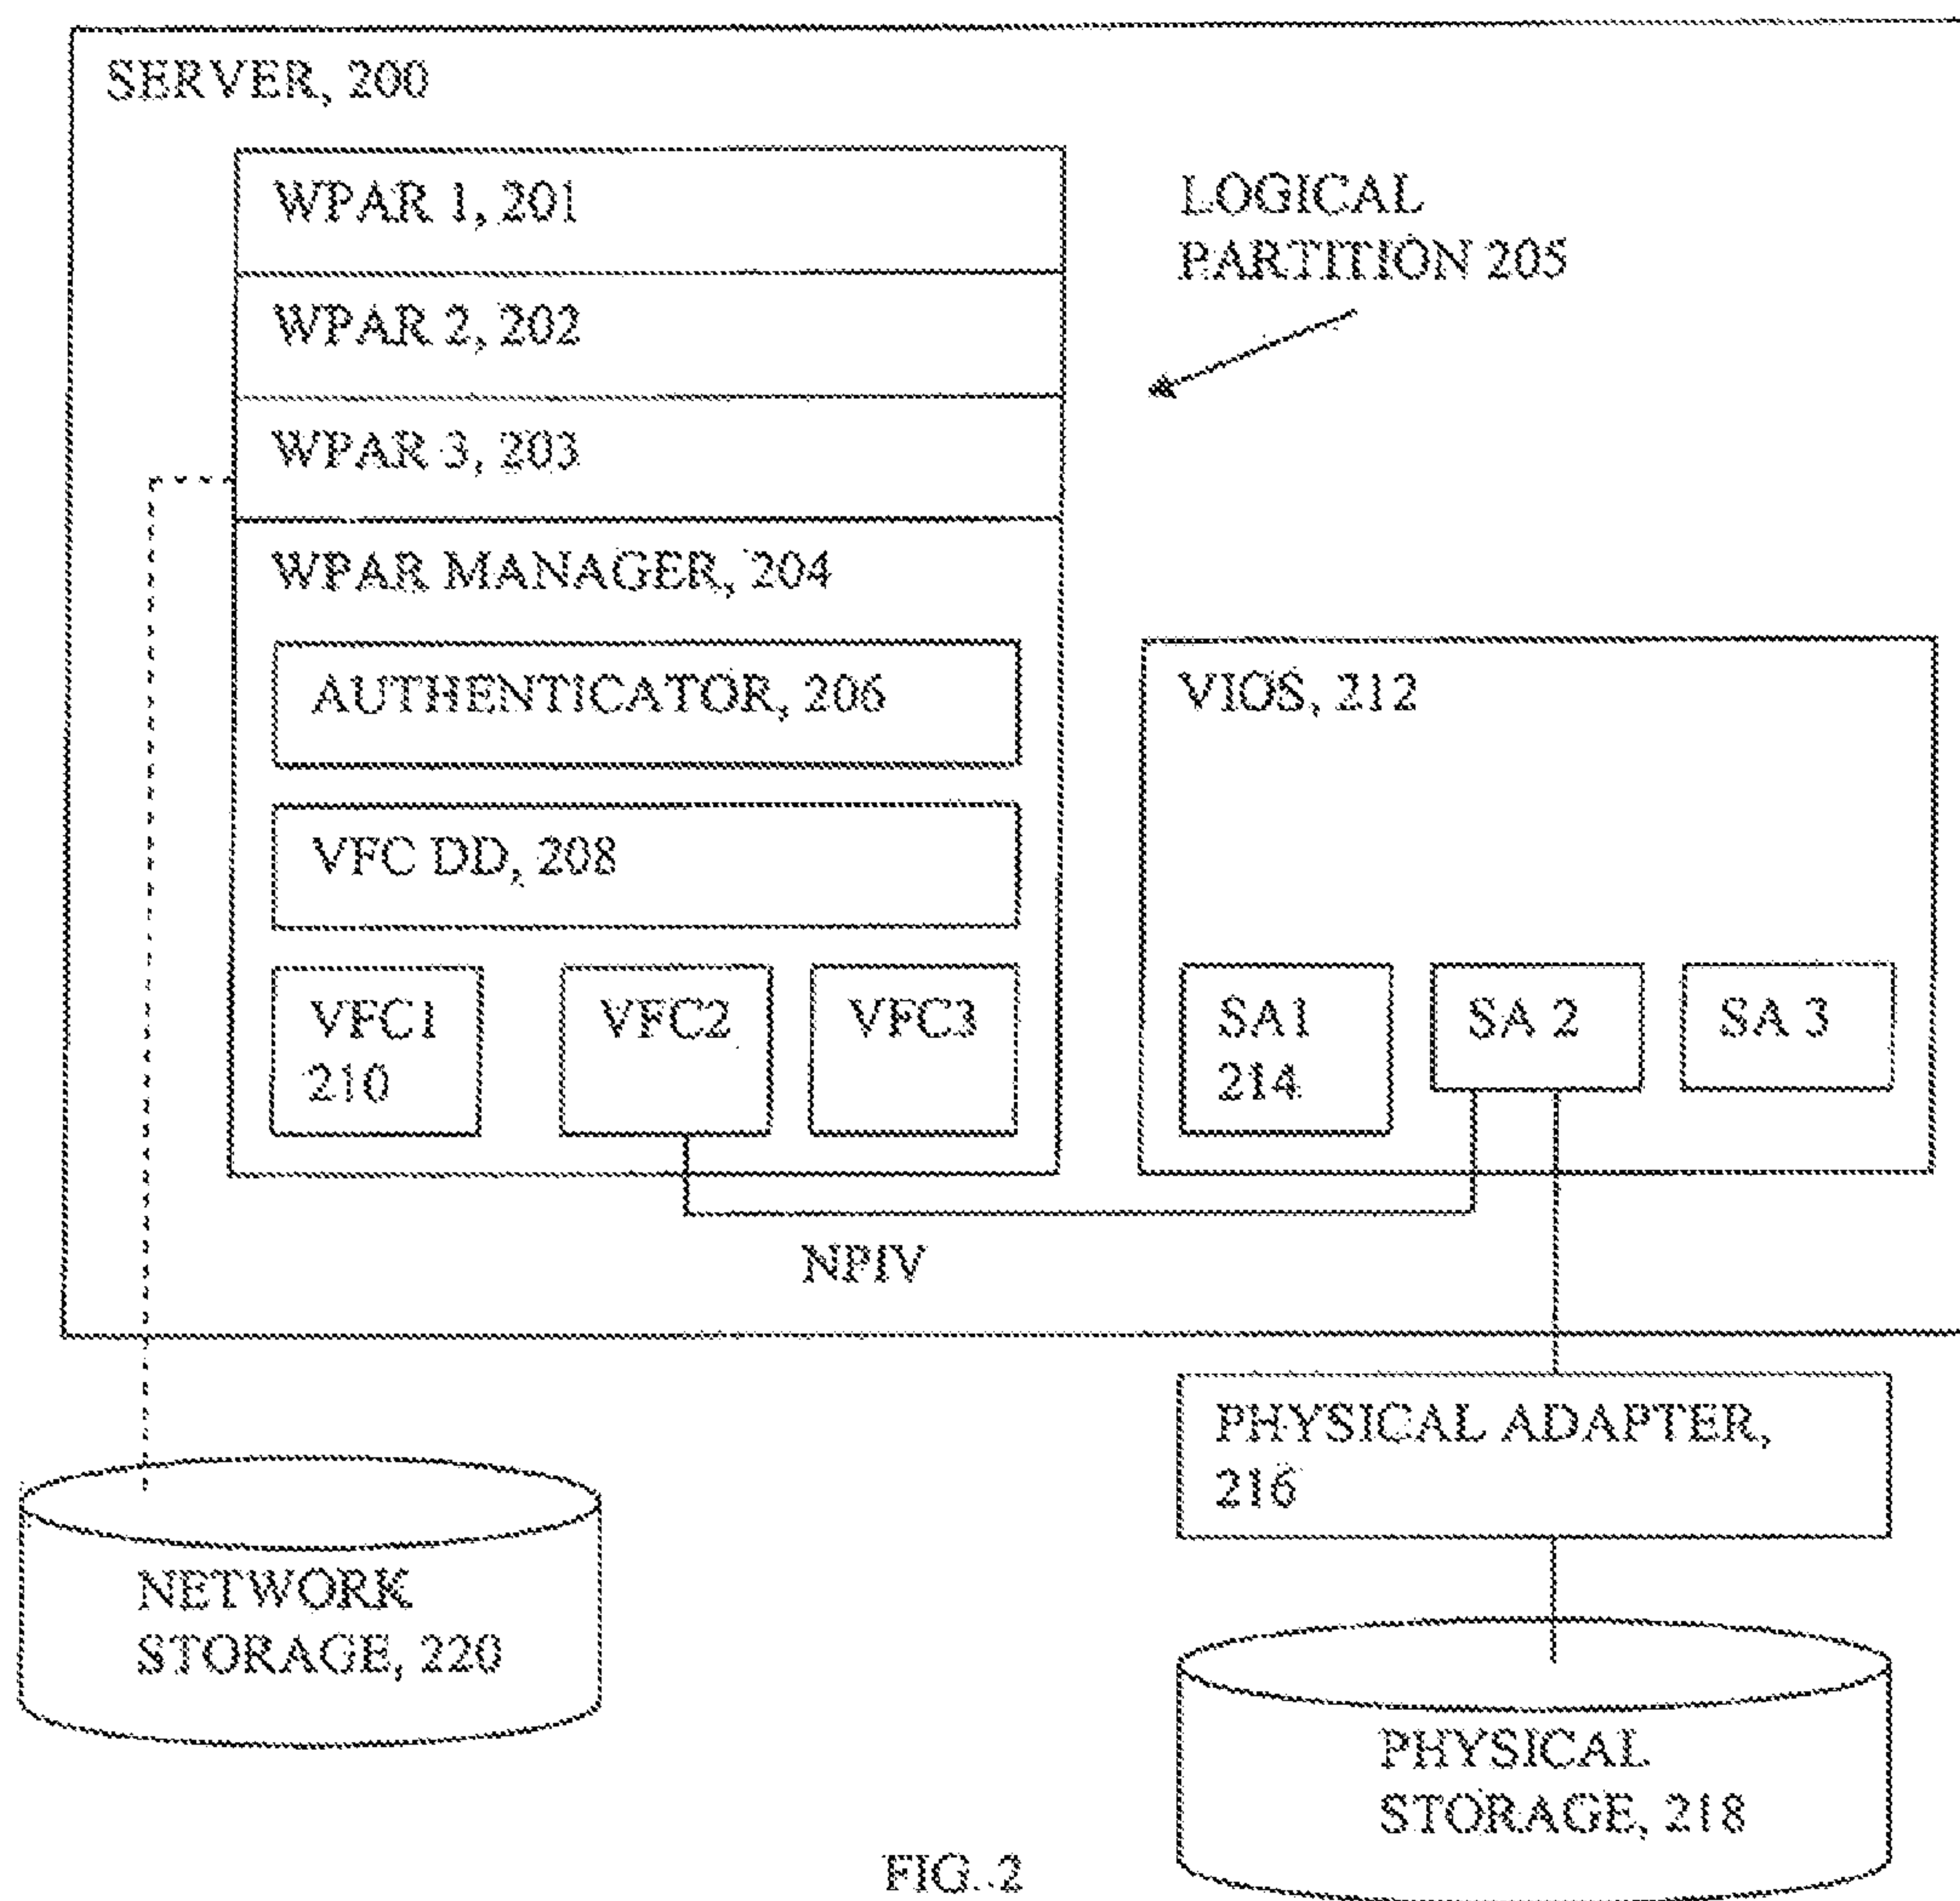 SERVER, 200
WPAR 1, 201
WPAR 2, 202
WPAR 3, 203
LOGICAL
PARTITION 205
WPAR MANAGER, 204
AUTHENTICATOR, 206
VFC DD, 208
VFC1
210
VFC2
VFC3
VIOS, 212
SA1
214
SA 2
SA 3
NPIV
PHYSICAL ADAPTER,
216
NETWORK
STORAGE, 220
PHYSICAL
STORAGE, 218
FIG. 2